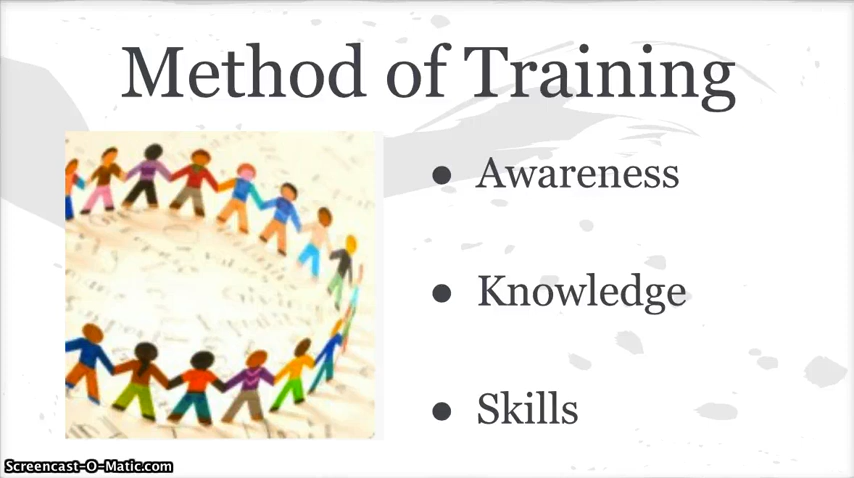 Method of Training
● Awareness
● Knowledge
● Skills
Screencast-O-Matic.com